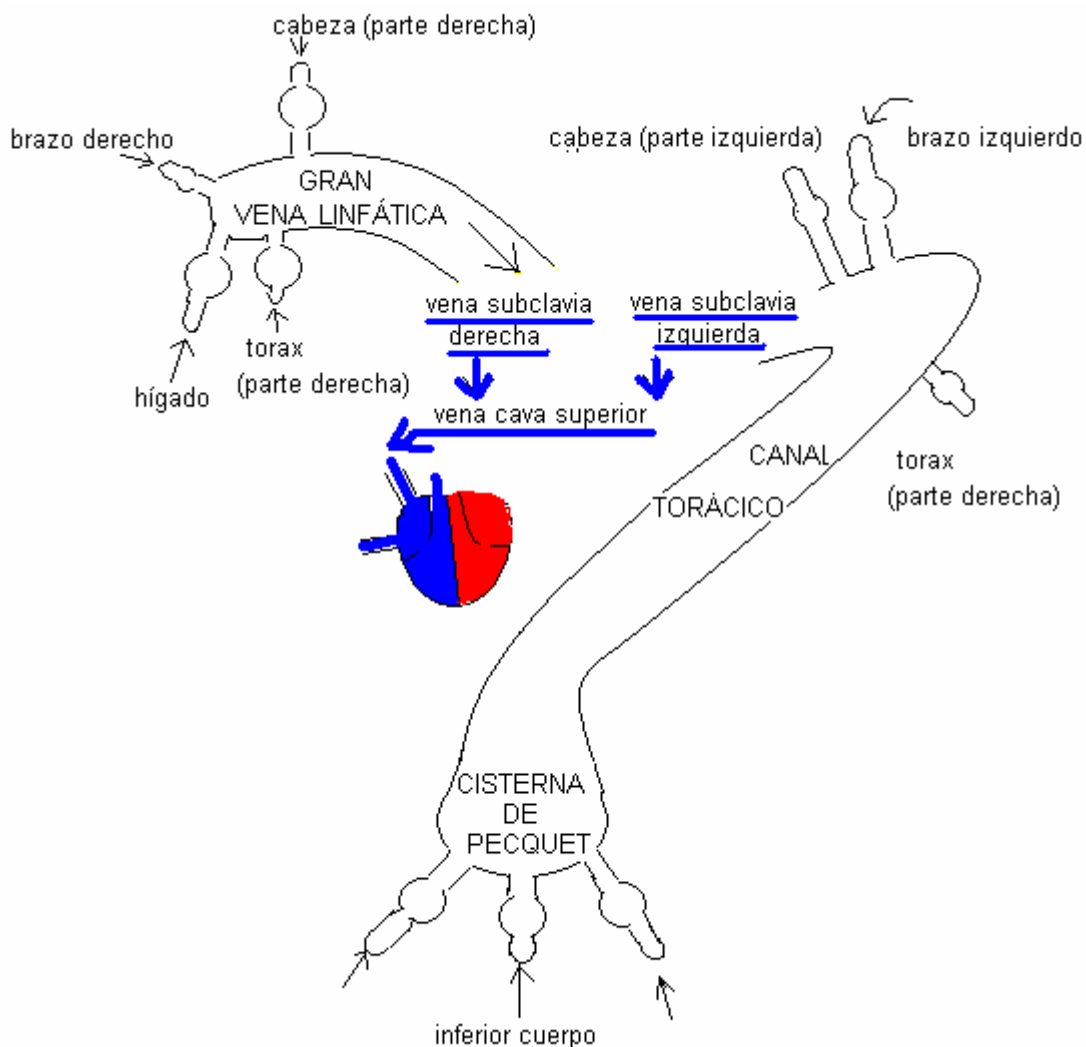 cabeza (parte derecha)
brazo derecho
cabeza (parte izquierda)
brazo izquierdo
GRAN
VENA LINFÁTICA
vena subclavia
derecha
vena subclavia
izquierda
torax
(parte derecha)
hígado
vena cava superior
CANAL
TORÁCICO
torax
(parte derecha)
CISTERNA
DE
PECQUET
inferior cuerpo